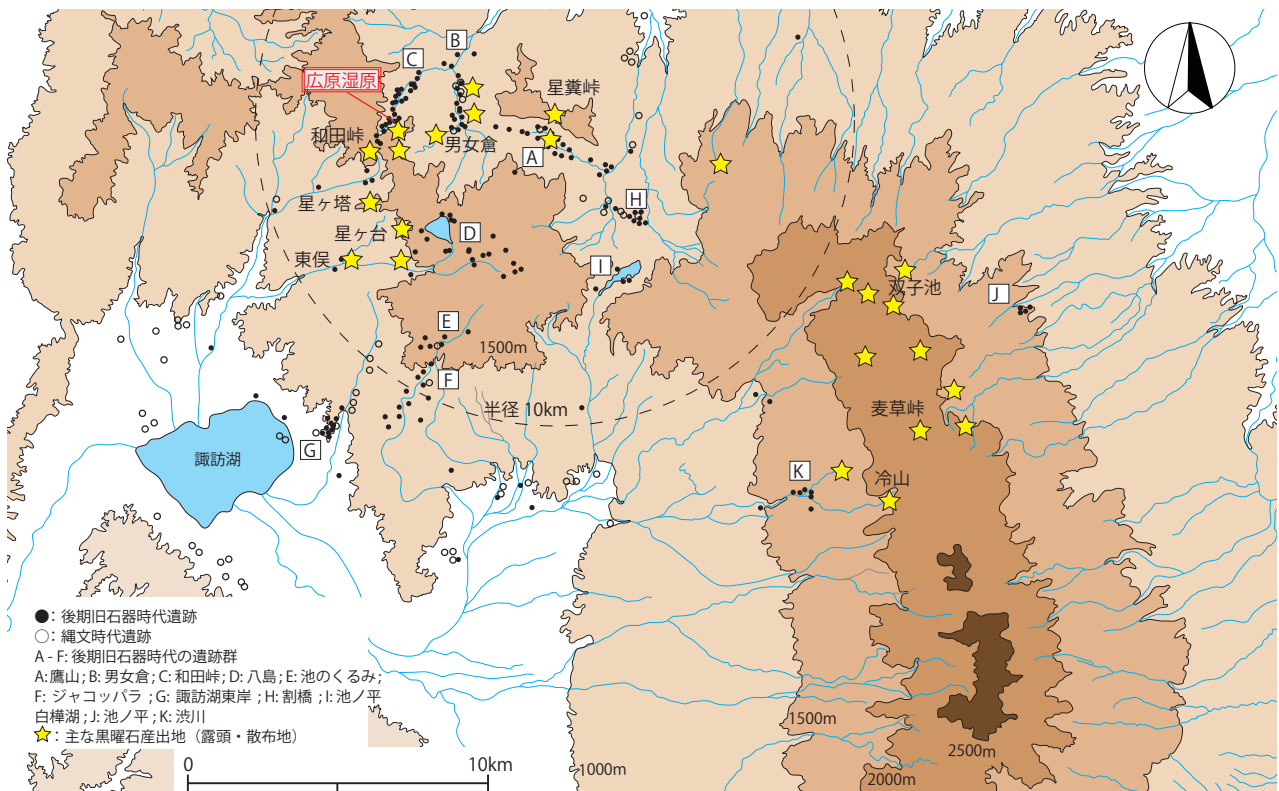 B
C
広原湿原
星糞峠
和田峠
男女倉
A
H
星ヶ塔
星ヶ台
D
東俣
I
双子池
J
E
1500m
F
半径 10km
麦草峠
G
諏訪湖
K
冷山
●：後期旧石器時代遺跡
○：縄文時代遺跡
A - F: 後期旧石器時代の遺跡群
A: 鷹山 ; B: 男女倉 ; C: 和田峠 ; D: 八島 ; E: 池のくるみ ;
F: ジャコッパラ ; G: 諏訪湖東岸 ; H: 割橋 ; I: 池ノ平
白樺湖 ; J: 池ノ平 ; K: 渋川
：主な黒曜石産出地（露頭・散布地）
1500m
2500m
0
10km
1000m
2000m